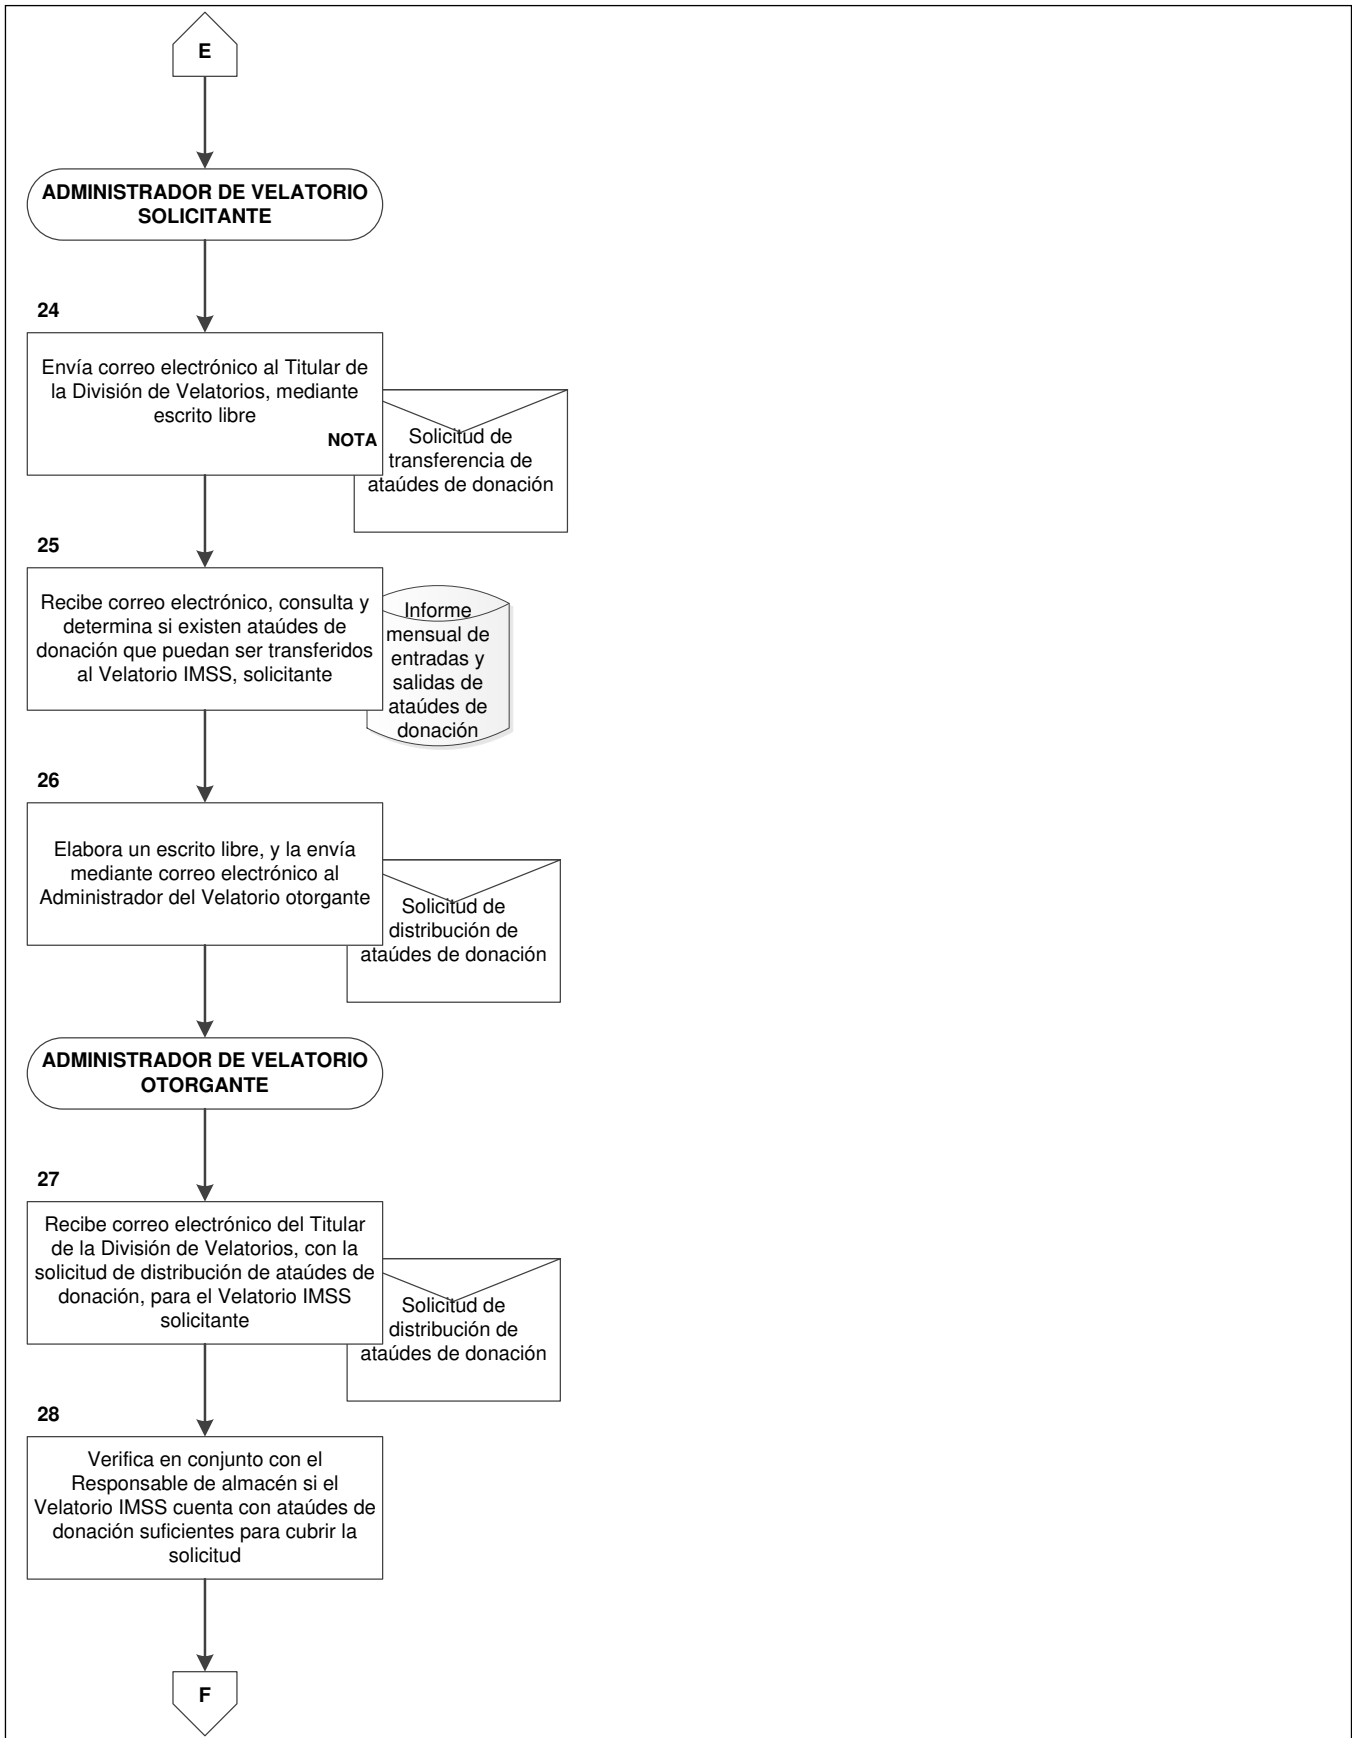 E
ADMINISTRADOR DE VELATORIO
SOLICITANTE
24
Envía correo electrónico al Titular de
la División de Velatorios, mediante
escrito libre
NOTA
Solicitud de
transferencia de
ataúdes de donación
25
Recibe correo electrónico, consulta y
determina si existen ataúdes de
donación que puedan ser transferidos
al Velatorio IMSS, solicitante
Informe
mensual de
entradas y
salidas de
ataúdes de
donación
26
Elabora un escrito libre, y la envía
mediante correo electrónico al
Administrador del Velatorio otorgante
Solicitud de
distribución de
ataúdes de donación
ADMINISTRADOR DE VELATORIO
OTORGANTE
27
Recibe correo electrónico del Titular
de la División de Velatorios, con la
solicitud de distribución de ataúdes de
donación, para el Velatorio IMSS
solicitante
Solicitud de
distribución de
ataúdes de donación
28
Verifica en conjunto con el
Responsable de almacén si el
Velatorio IMSS cuenta con ataúdes de
donación suficientes para cubrir la
solicitud
F